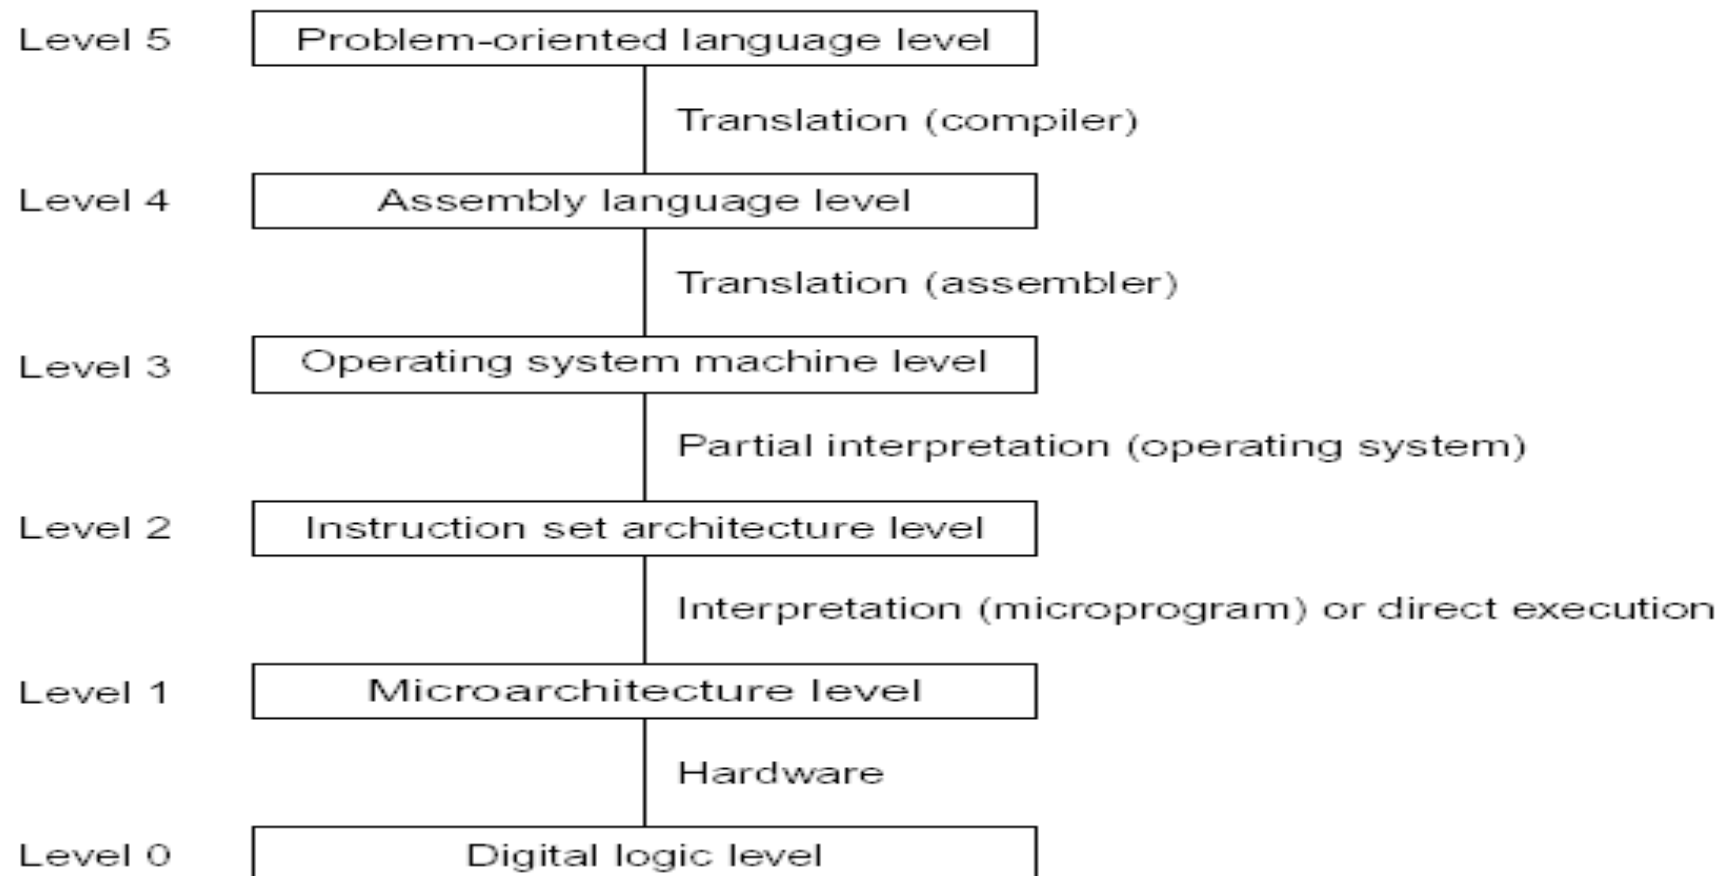 Level 5 Problem-oriented language level
Translation (compiler)
Level 4 Assembly language level
Translation (assembler)
Level 3 Operating system machine level
Partial interpretation (operating system)
Level 2 Instruction set architecture level
Interpretation (microprogram) or direct execution
Level 1 Microarchitecture level
Hardware
Level 0 Digital logic level